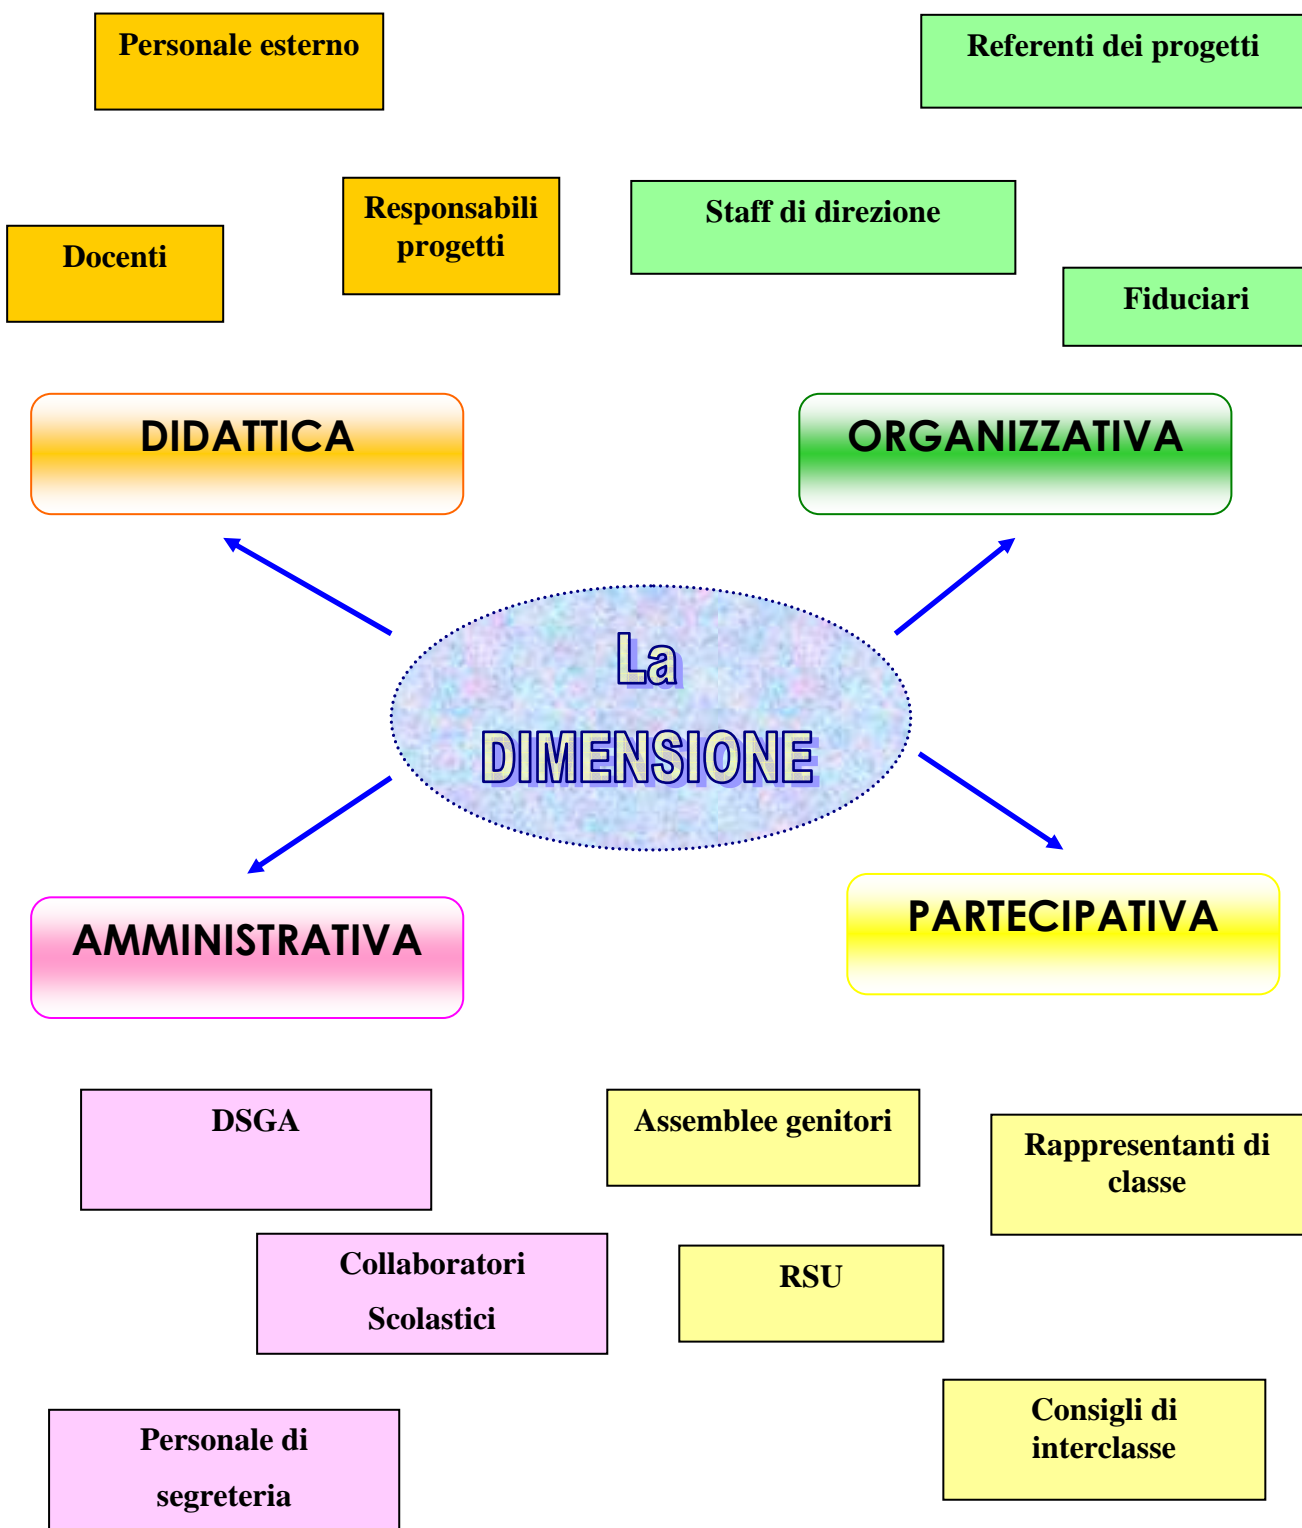 Personale esterno
Referenti dei progetti
Responsabili
progetti
Staff di direzione
Docenti
Fiduciari
DIDATTICA
ORGANIZZATIVA
La
DIMENSIONE
AMMINISTRATIVA
PARTECIPATIVA
DSGA
Assemblee genitori
Rappresentanti di
classe
Collaboratori
Scolastici
RSU
Consigli di
interclasse
Personale di
segreteria